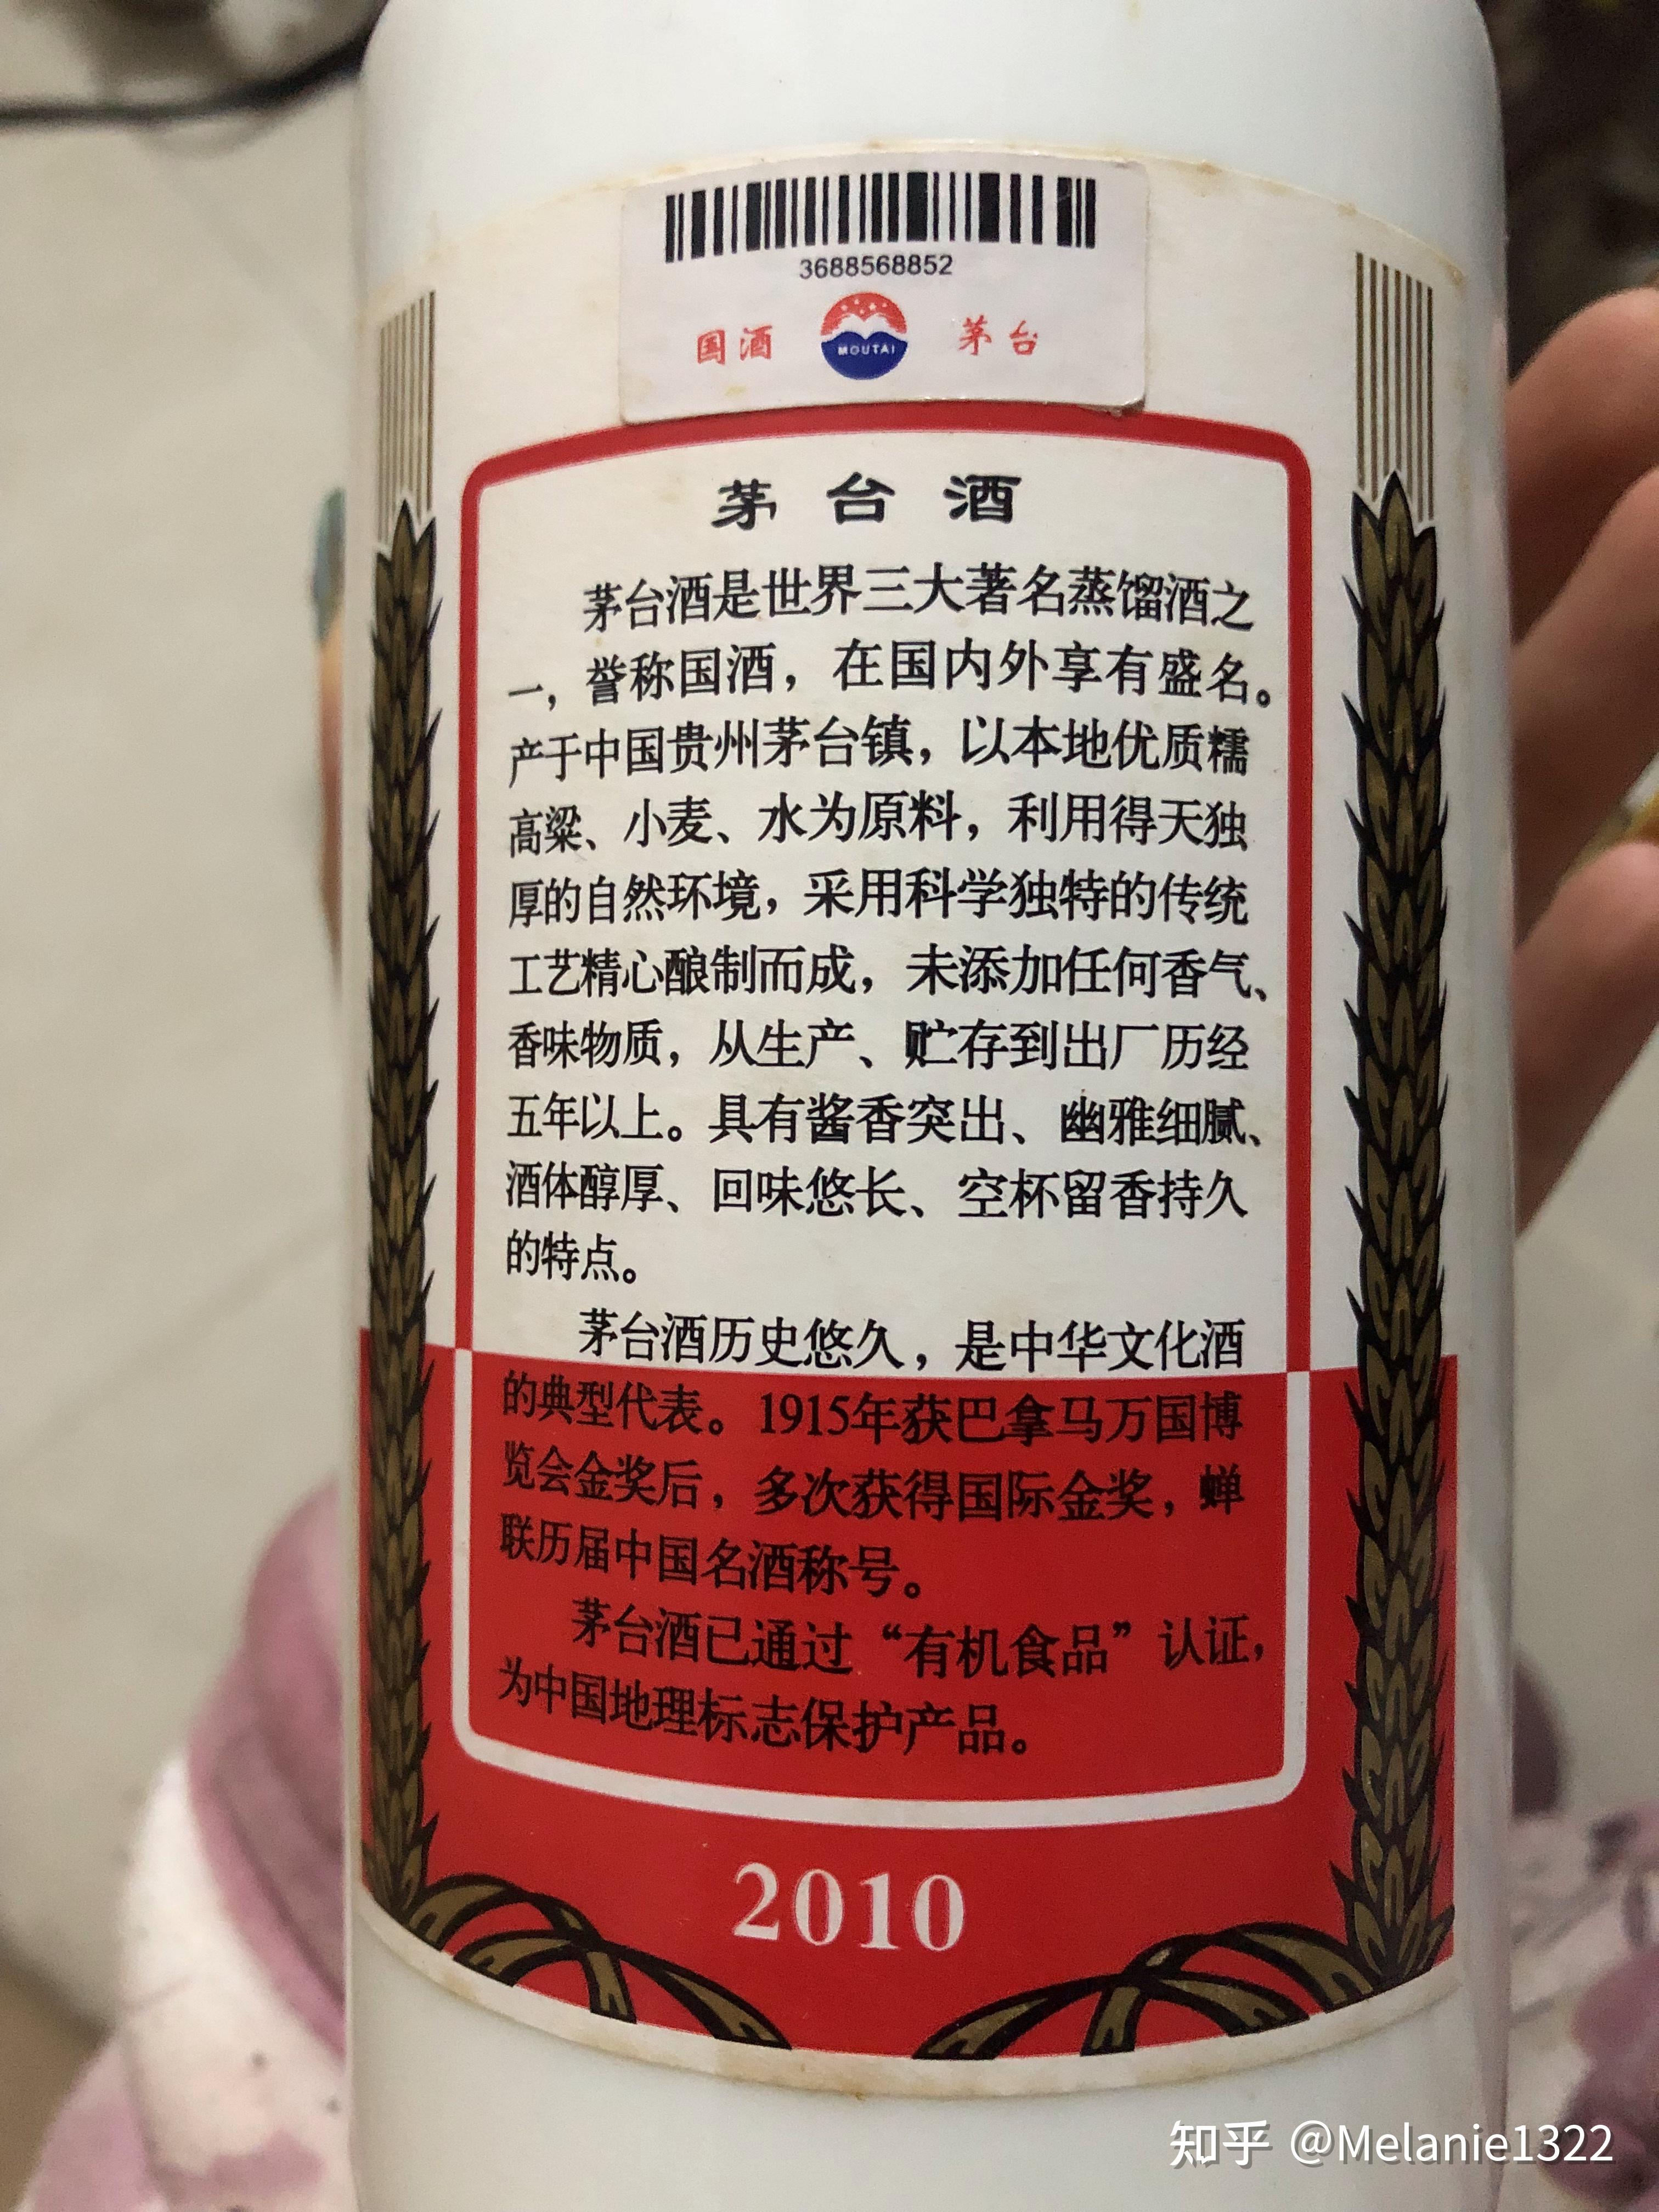 3688568852
国酒 MOUTAI 茅台
茅台酒
茅台酒是世界三大著名蒸馏酒之
一，誉称国酒，在国内外享有盛名。
产于中国贵州茅台镇，以本地优质糯
高粱、小麦、水为原料，利用得天独
厚的自然环境，采用科学独特的传统
工艺精心酿制而成，未添加任何香气、
香味物质，从生产、贮存到出厂历经
五年以上。具有酱香突出、幽雅细腻、
酒体醇厚、回味悠长、空杯留香持久
的特点。
茅台酒历史悠久，是中华文化酒
的典型代表。1915年获巴拿马万国博
览会金奖后，多次获得国际金奖，蝉
联历届中国名酒称号。
茅台酒已通过“有机食品”认证，
为中国地理标志保护产品。
2010
知乎 @Melanie1322